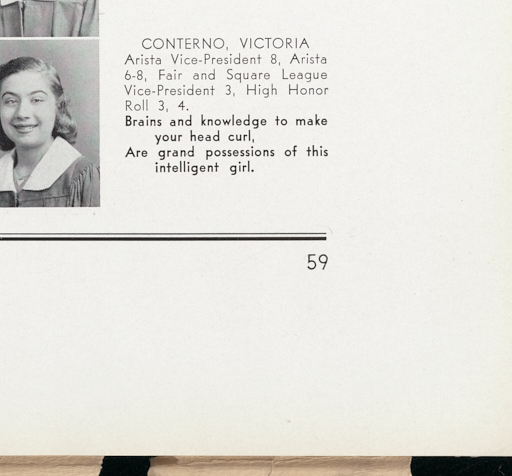 CONTERNO, VICTORIA
Arista Vice-President 8, Arista
6-8, Fair and Square League
Vice-President 3, High Honor
Roll 3, 4.
Brains and knowledge to make
your head curl,
Are grand possessions of this
intelligent girl.
59